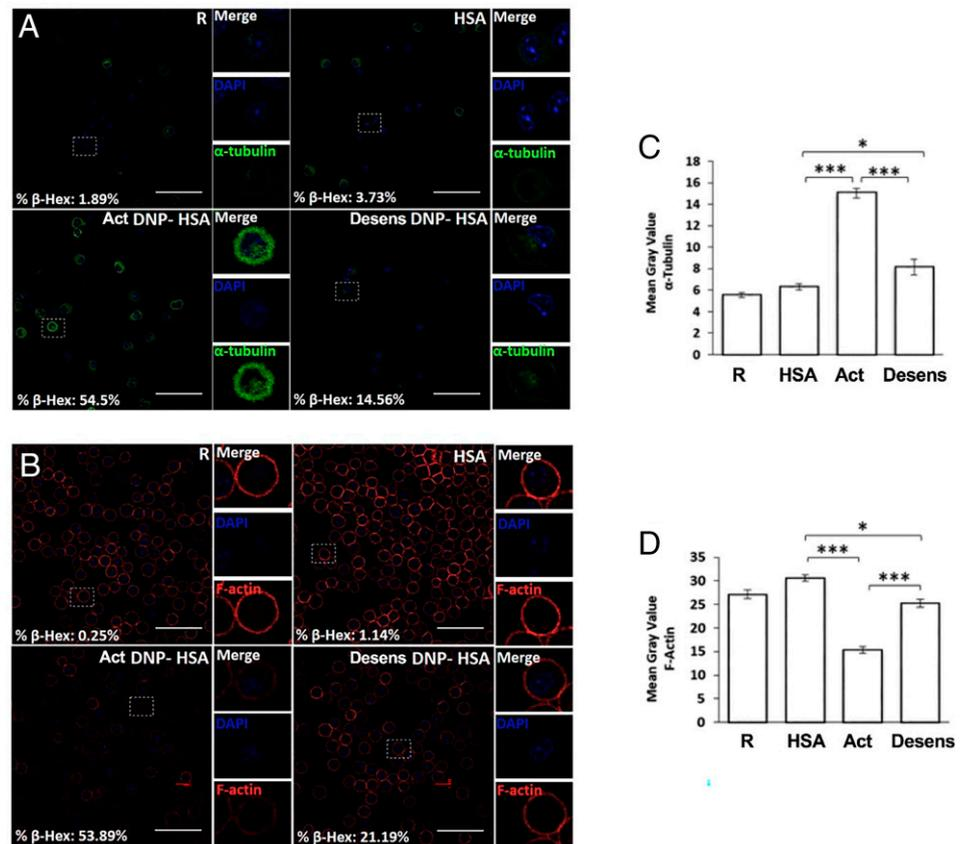 A
R
Merge
DAPI
α-tubulin
% β-Hex: 1.89%
HSA
Merge
DAPI
α-tubulin
% β-Hex: 3.73%
Act DNP- HSA
Merge
DAPI
α-tubulin
% β-Hex: 54.5%
Desens DNP- HSA
Merge
DAPI
α-tubulin
% β-Hex: 14.56%
C
Mean Gray Value
α-Tubulin
18
16
14
12
10
8
6
4
2
0
*
*** ***
R HSA Act Desens
B
R
Merge
DAPI
F-actin
% β-Hex: 0.25%
HSA
Merge
DAPI
F-actin
% β-Hex: 1.14%
Act DNP- HSA
Merge
DAPI
F-actin
% β-Hex: 53.89%
Desens DNP- HSA
Merge
DAPI
F-actin
% β-Hex: 21.19%
D
Mean Gray Value
F-Actin
35
30
25
20
15
10
5
0
*
***
***
R HSA Act Desens